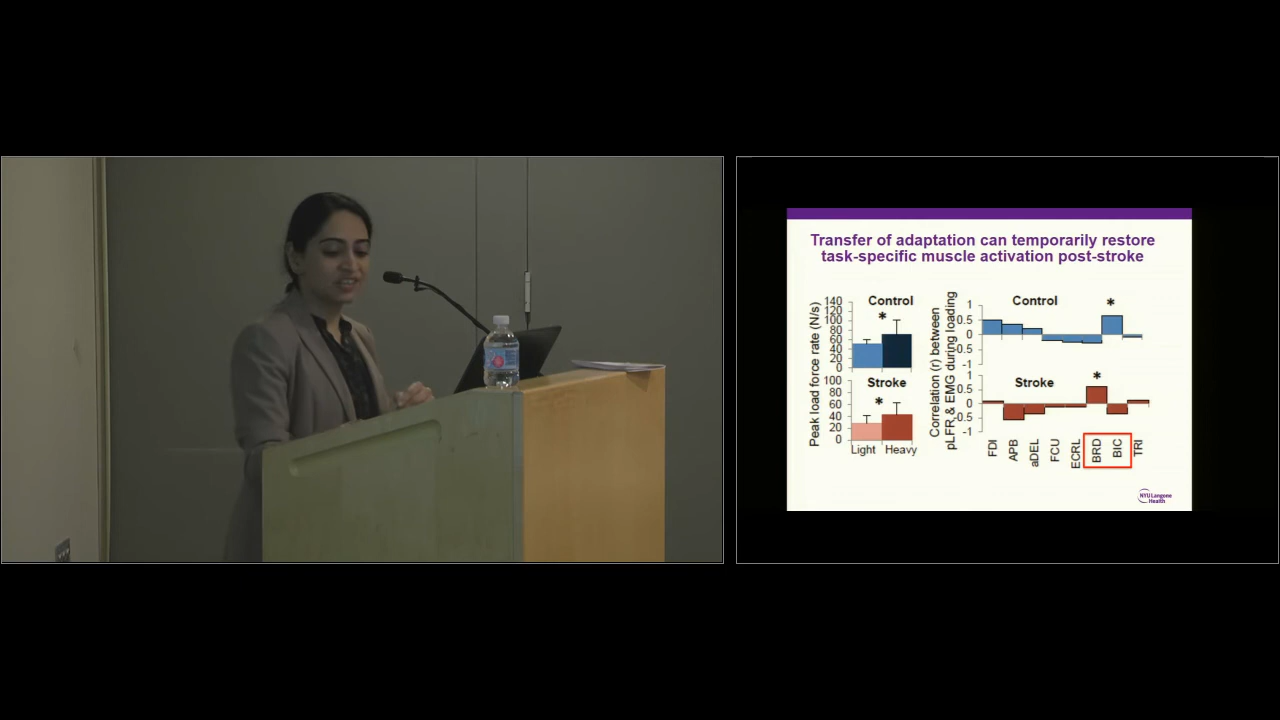 Transfer of adaptation can temporarily restore
task-specific muscle activation post-stroke
Peak load force rate (N/s)
140
120
100
80
60
40
20
0
Control
*
100
80
60
40
20
0
Stroke
*
Light Heavy
Correlation (r) between
pLFR & EMG during loading
1
0.5
0
-0.5
-1
Control
*
1
0.5
0
-0.5
-1
Stroke
*
FDI APB aDEL FCU ECRL BRD BIC TRI
NYU Langone
Health